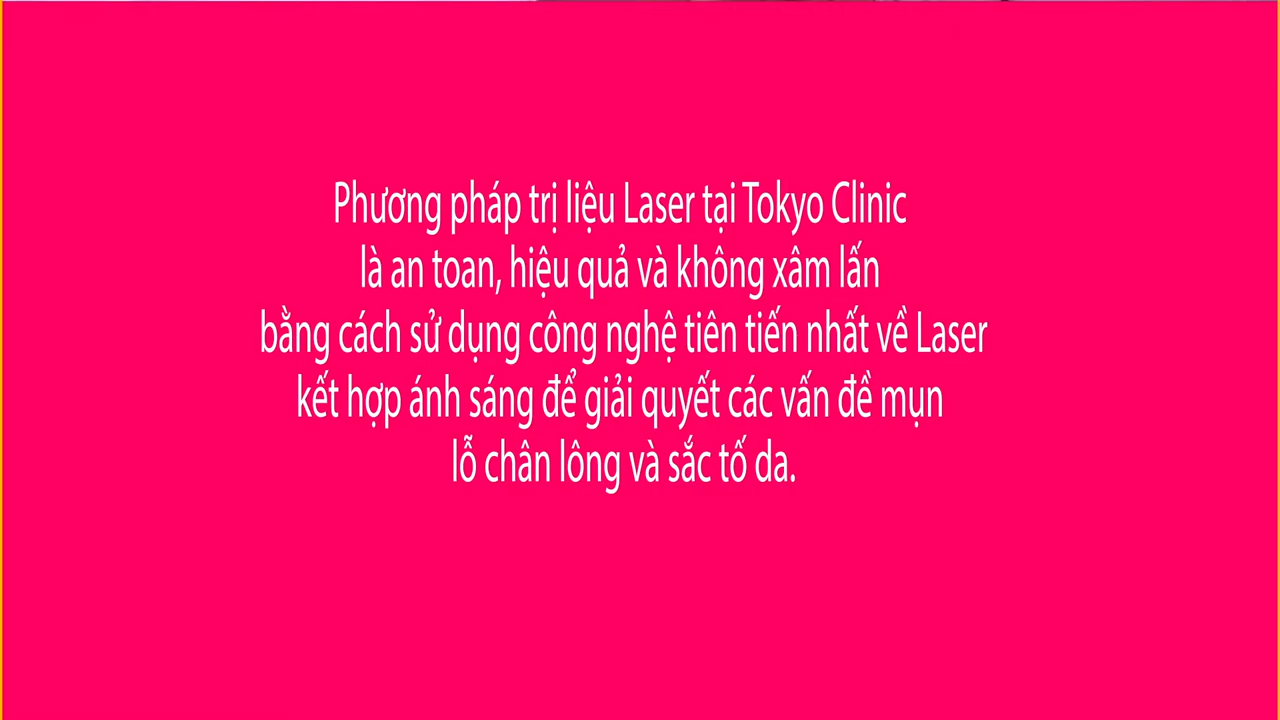 Phương pháp trị liệu Laser tại Tokyo Clinic
là an toan, hiệu quả và không xâm lấn
bằng cách sử dụng công nghệ tiên tiến nhất về Laser
kết hợp ánh sáng để giải quyết các vấn đề mụn
lỗ chân lông và sắc tố da.